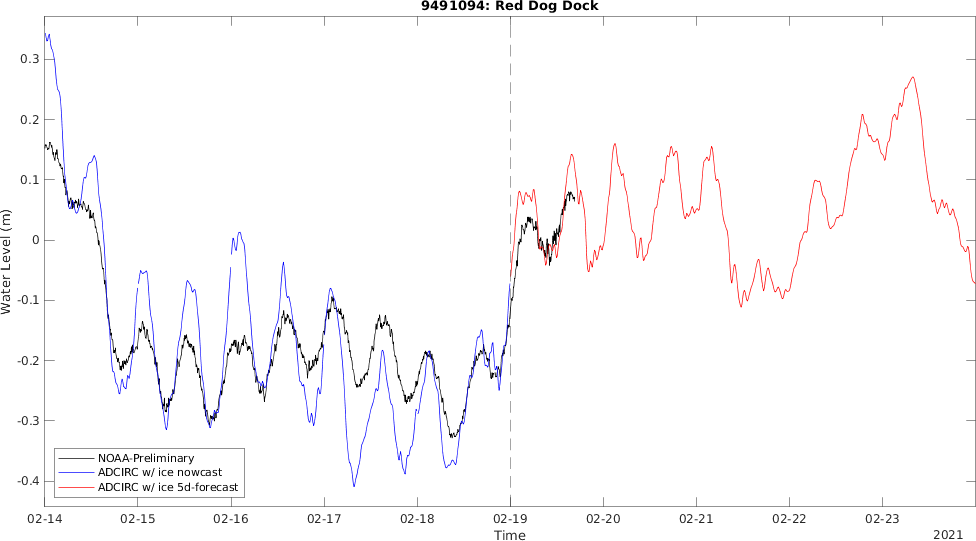 9491094: Red Dog Dock
Water Level (m)
0.3
0.2
0.1
0
-0.1
-0.2
-0.3
-0.4
NOAA-Preliminary
ADCIRC w/ ice nowcast
ADCIRC w/ ice 5d-forecast
02-14 02-15 02-16 02-17 02-18 02-19 02-20 02-21 02-22 02-23
Time
2021